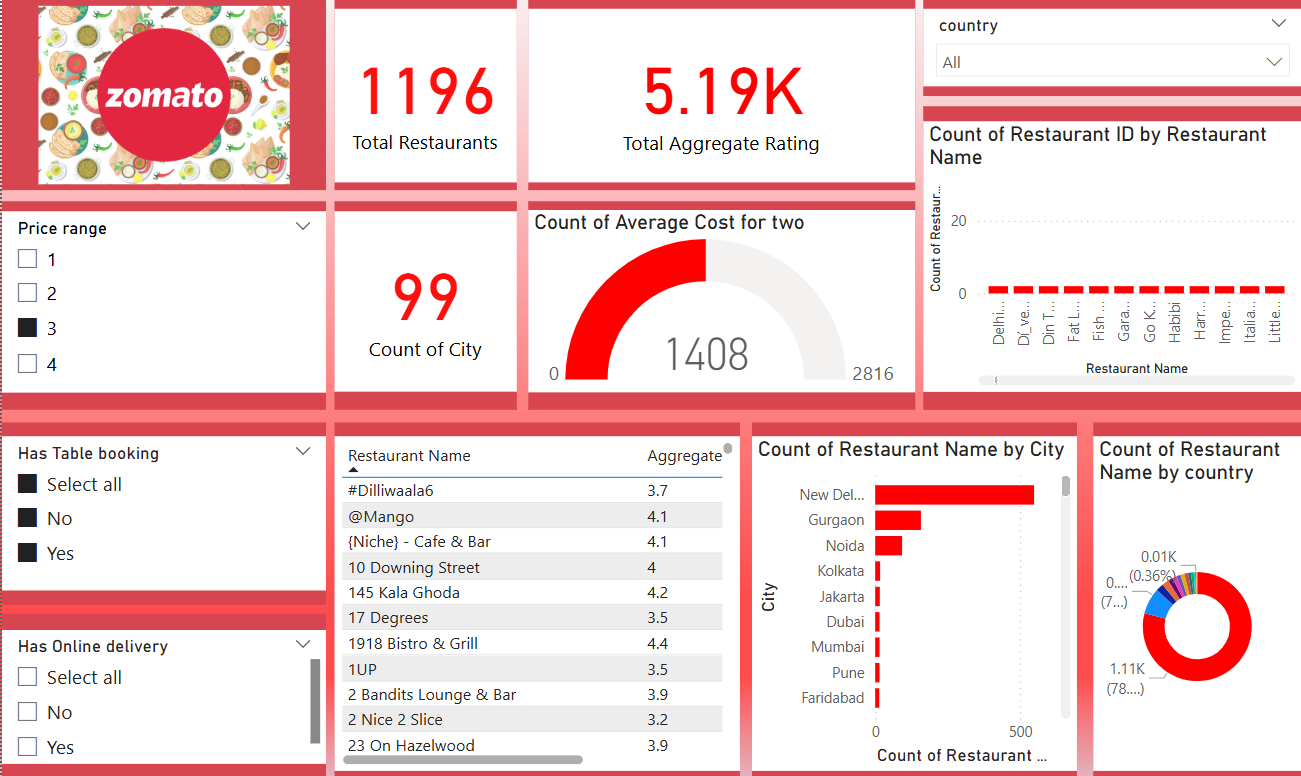 zomato
1196
Total Restaurants
5.19K
Total Aggregate Rating
country
All
Count of Restaurant ID by Restaurant
Name
Count of Restaur...
20
0
Delhi...
Dí_ve...
Din T...
Fat L...
Fish ...
Gara...
Go K...
Habibi
Harr...
Impe...
Italia...
Little...
Restaurant Name
Price range
1
2
3
4
99
Count of City
Count of Average Cost for two
1408
0
2816
Has Table booking
Select all
No
Yes
Has Online delivery
Select all
No
Yes
Restaurant Name Aggregate
#Dilliwaala6 3.7
@Mango 4.1
{Niche} - Cafe & Bar 4.1
10 Downing Street 4
145 Kala Ghoda 4.2
17 Degrees 3.5
1918 Bistro & Grill 4.4
1UP 3.5
2 Bandits Lounge & Bar 3.9
2 Nice 2 Slice 3.2
23 On Hazelwood 3.9
Count of Restaurant Name by City
City
New Del...
Gurgaon
Noida
Kolkata
Jakarta
Dubai
Mumbai
Pune
Faridabad
0 500
Count of Restaurant ...
Count of Restaurant
Name by country
0.01K
(0.36%)
0....
(7...)
1.11K
(78....)